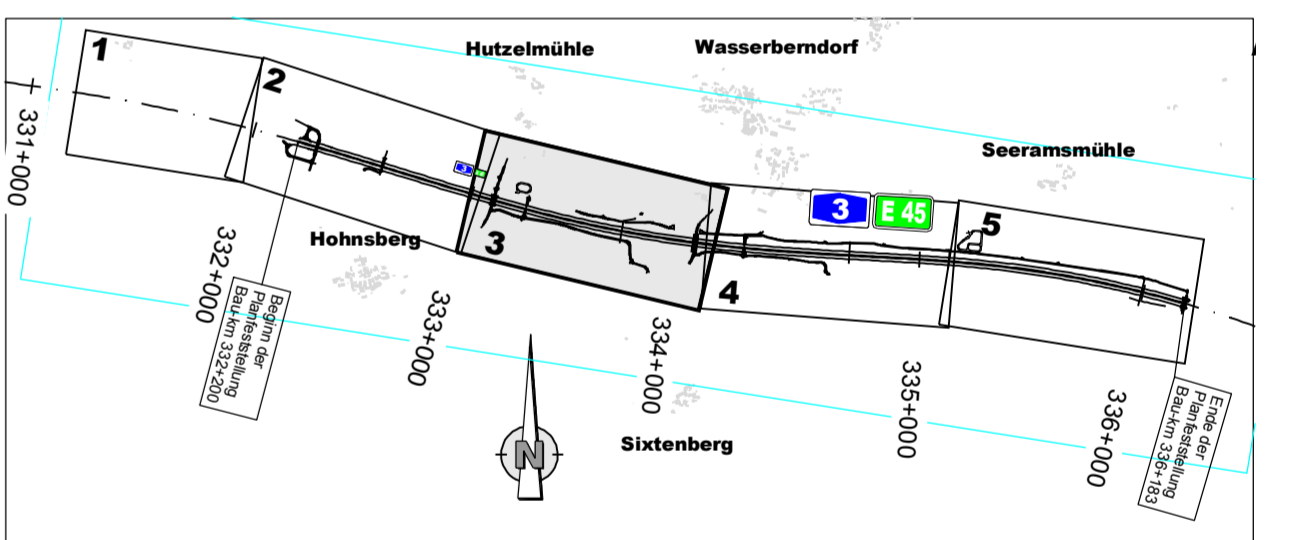 Hutzelmühle
Wasserberndorf
1
2
331+000
Seeramsmühle
3
E 45
5
Hohnsberg
3
4
332+000
333+000
334+000
335+000
336+000
Beginn der
Planfeststellung
Bau-km 332+200
Ende der
Planfeststellung
Bau-km 336+183
Sixtenberg
N